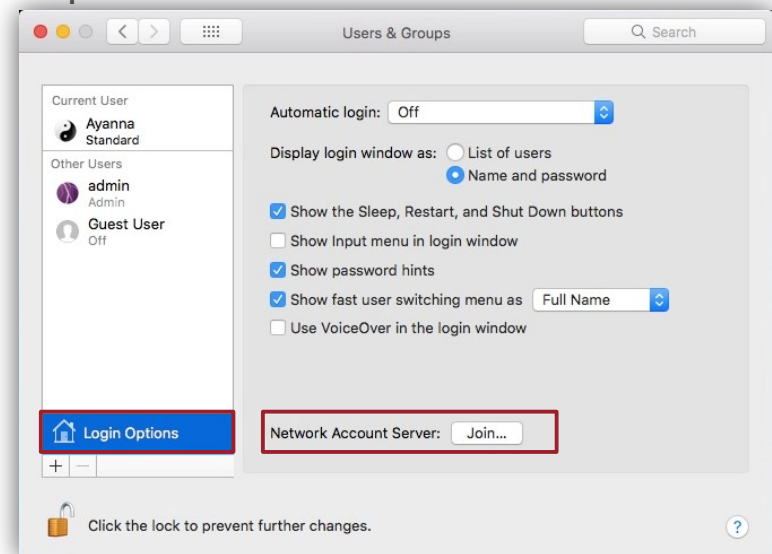 Users & Groups
Search
Current User
Ayanna
Standard
Other Users
admin
Admin
Guest User
Off
Login Options
+ −
Automatic login: Off
Display login window as: List of users
Name and password
Show the Sleep, Restart, and Shut Down buttons
Show Input menu in login window
Show password hints
Show fast user switching menu as Full Name
Use VoiceOver in the login window
Network Account Server: Join...
Click the lock to prevent further changes.
?